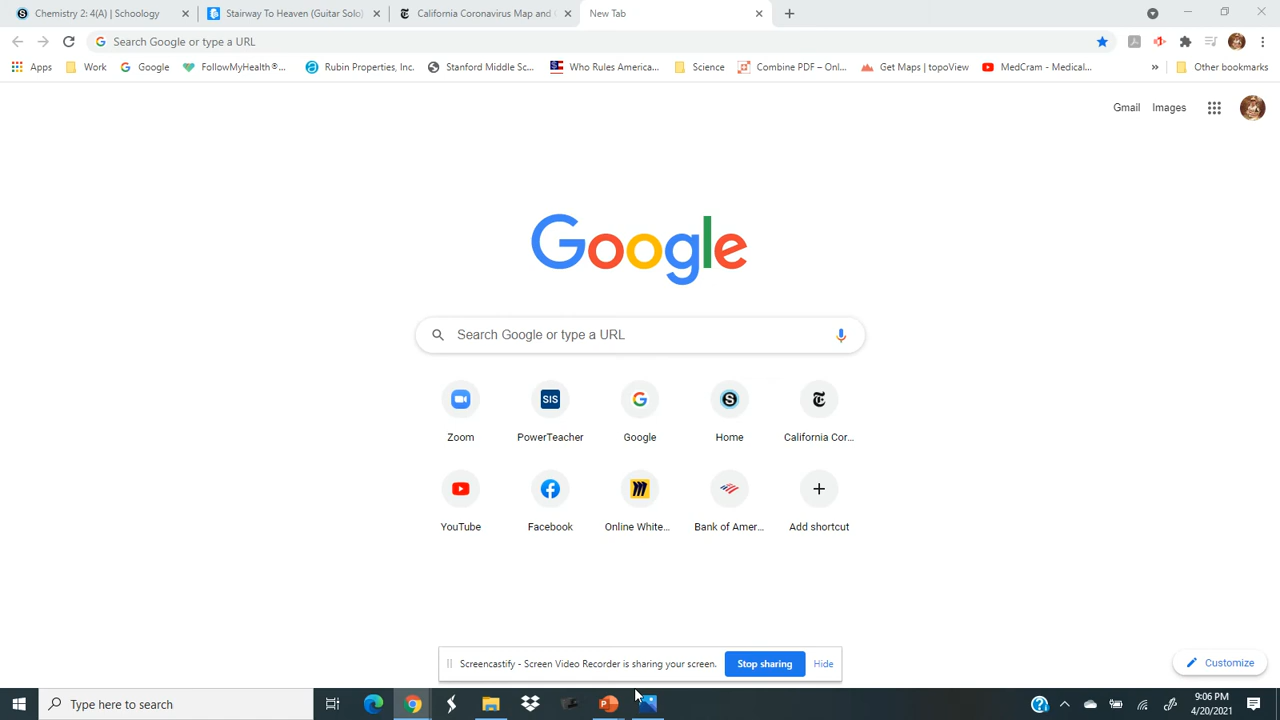 Chemistry 2: 4(A) | Schoology
Stairway To Heaven (Guitar Solo)
California Coronavirus Map and
New Tab
Search Google or type a URL
Apps
Work
Google
FollowMyHealth®...
Rubin Properties, Inc.
Stanford Middle Sc...
Who Rules America...
Science
Combine PDF – Onl...
Get Maps | topoView
MedCram - Medical...
»
Other bookmarks
Gmail Images
Google
Search Google or type a URL
SIS
Zoom PowerTeacher Google Home California Cor...
YouTube Facebook Online White... Bank of Amer... Add shortcut
Screencastify - Screen Video Recorder is sharing your screen. Stop sharing Hide
Customize
Type here to search
9:06 PM
4/20/2021